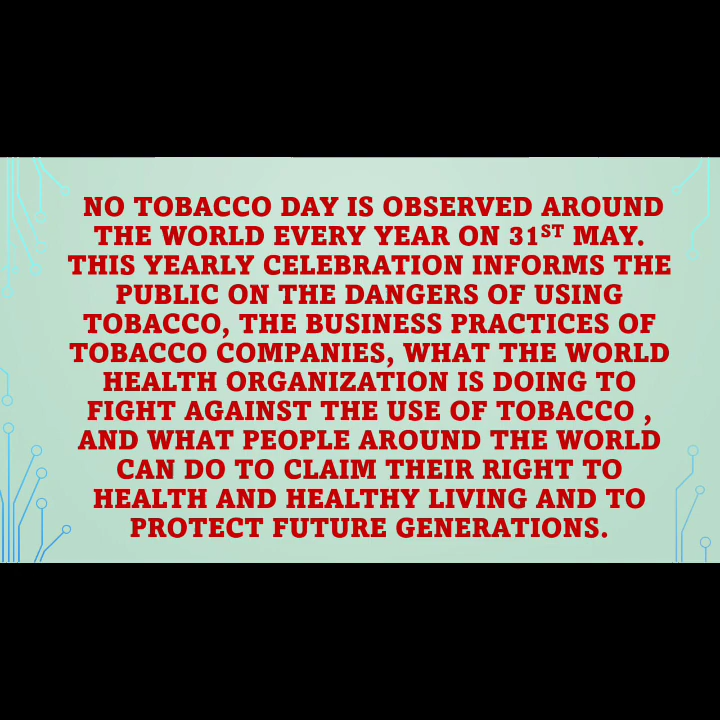 NO TOBACCO DAY IS OBSERVED AROUND
THE WORLD EVERY YEAR ON 31ST MAY.
THIS YEARLY CELEBRATION INFORMS THE
PUBLIC ON THE DANGERS OF USING
TOBACCO, THE BUSINESS PRACTICES OF
TOBACCO COMPANIES, WHAT THE WORLD
HEALTH ORGANIZATION IS DOING TO
FIGHT AGAINST THE USE OF TOBACCO ,
AND WHAT PEOPLE AROUND THE WORLD
CAN DO TO CLAIM THEIR RIGHT TO
HEALTH AND HEALTHY LIVING AND TO
PROTECT FUTURE GENERATIONS.